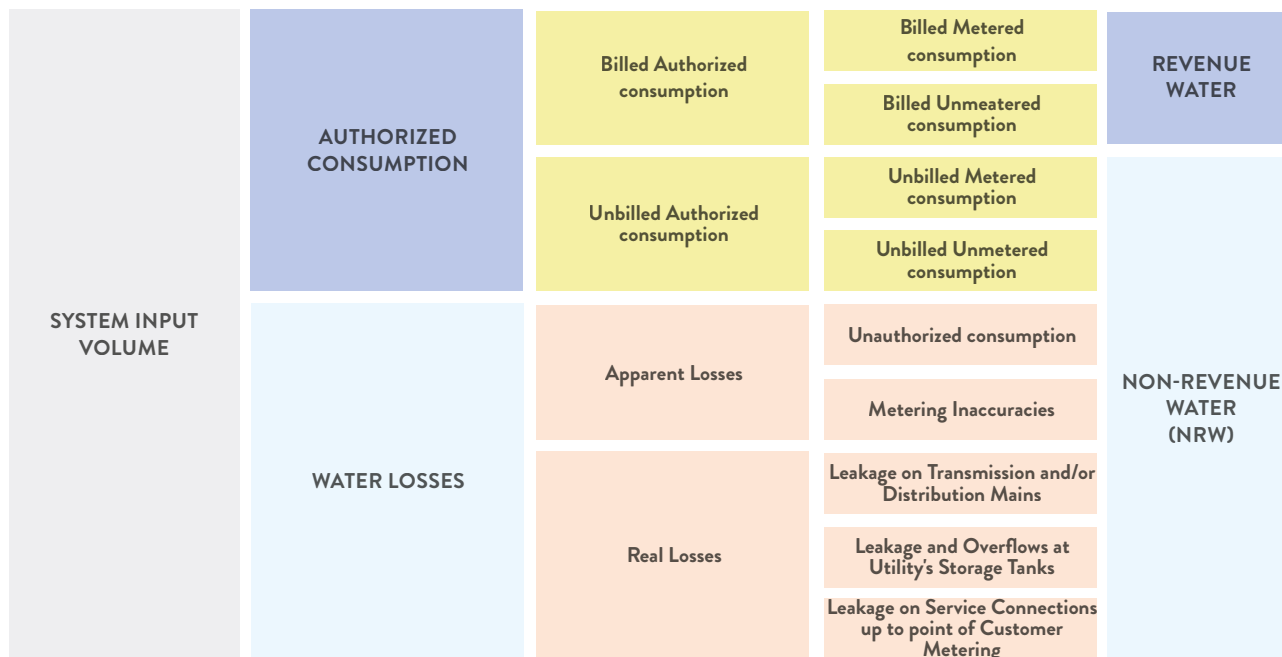 SYSTEM INPUT
VOLUME
AUTHORIZED
CONSUMPTION
WATER LOSSES
Billed Authorized
consumption
Unbilled Authorized
consumption
Apparent Losses
Real Losses
Billed Metered
consumption
Billed Unmeatered
consumption
Unbilled Metered
consumption
Unbilled Unmetered
consumption
Unauthorized consumption
Metering Inaccuracies
Leakage on Transmission and/or
Distribution Mains
Leakage and Overflows at
Utility's Storage Tanks
Leakage on Service Connections
up to point of Customer
Metering
REVENUE
WATER
NON-REVENUE
WATER
(NRW)